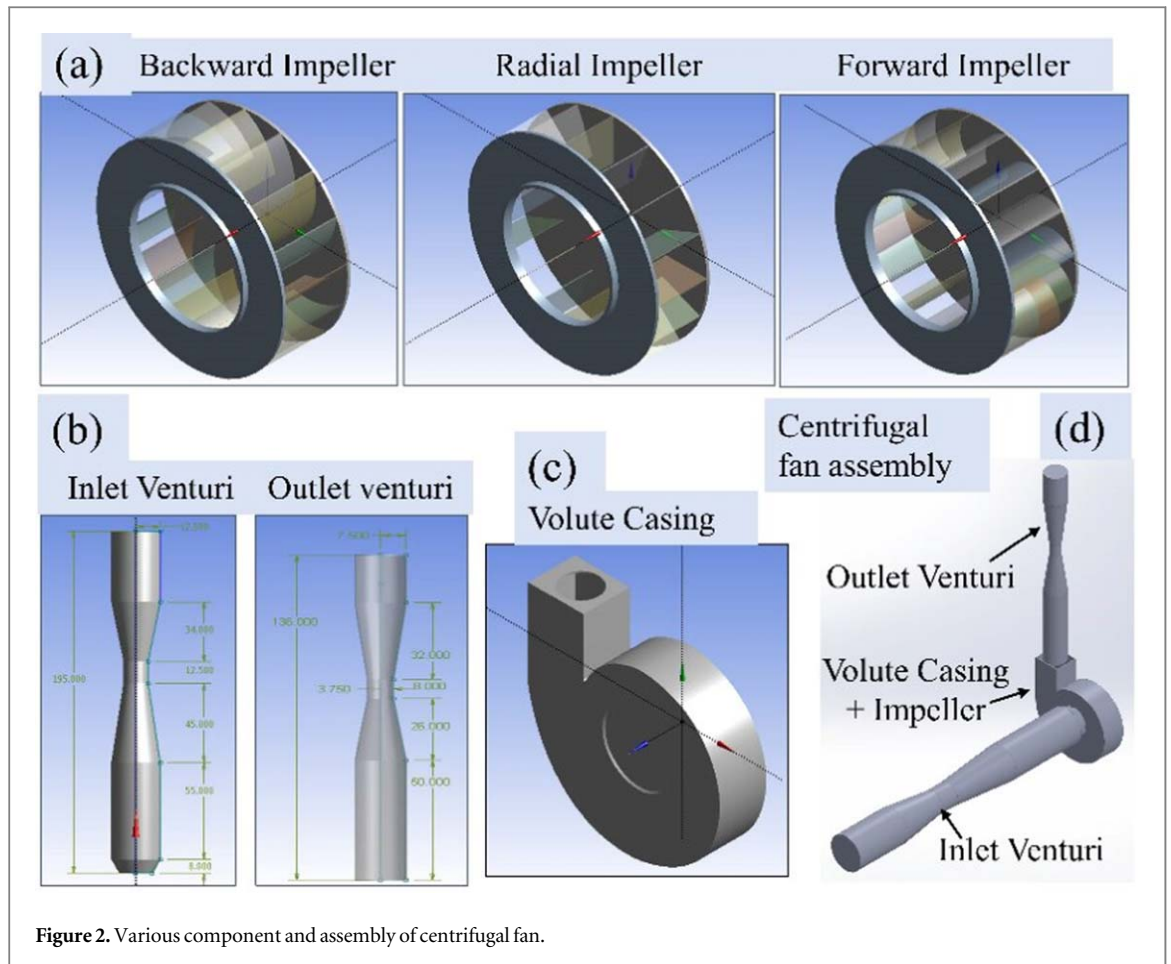 (a)
Backward Impeller
Radial Impeller
Forward Impeller
(b)
Inlet Venturi
Outlet venturi
12.500
195.000
34.000
12.500
45.000
55.000
8.000
7.500
136.000
32.000
3.750
8.000
26.000
60.000
(c)
Volute Casing
Centrifugal
fan assembly
(d)
Outlet Venturi
Volute Casing
+ Impeller
Inlet Venturi
Figure 2. Various component and assembly of centrifugal fan.